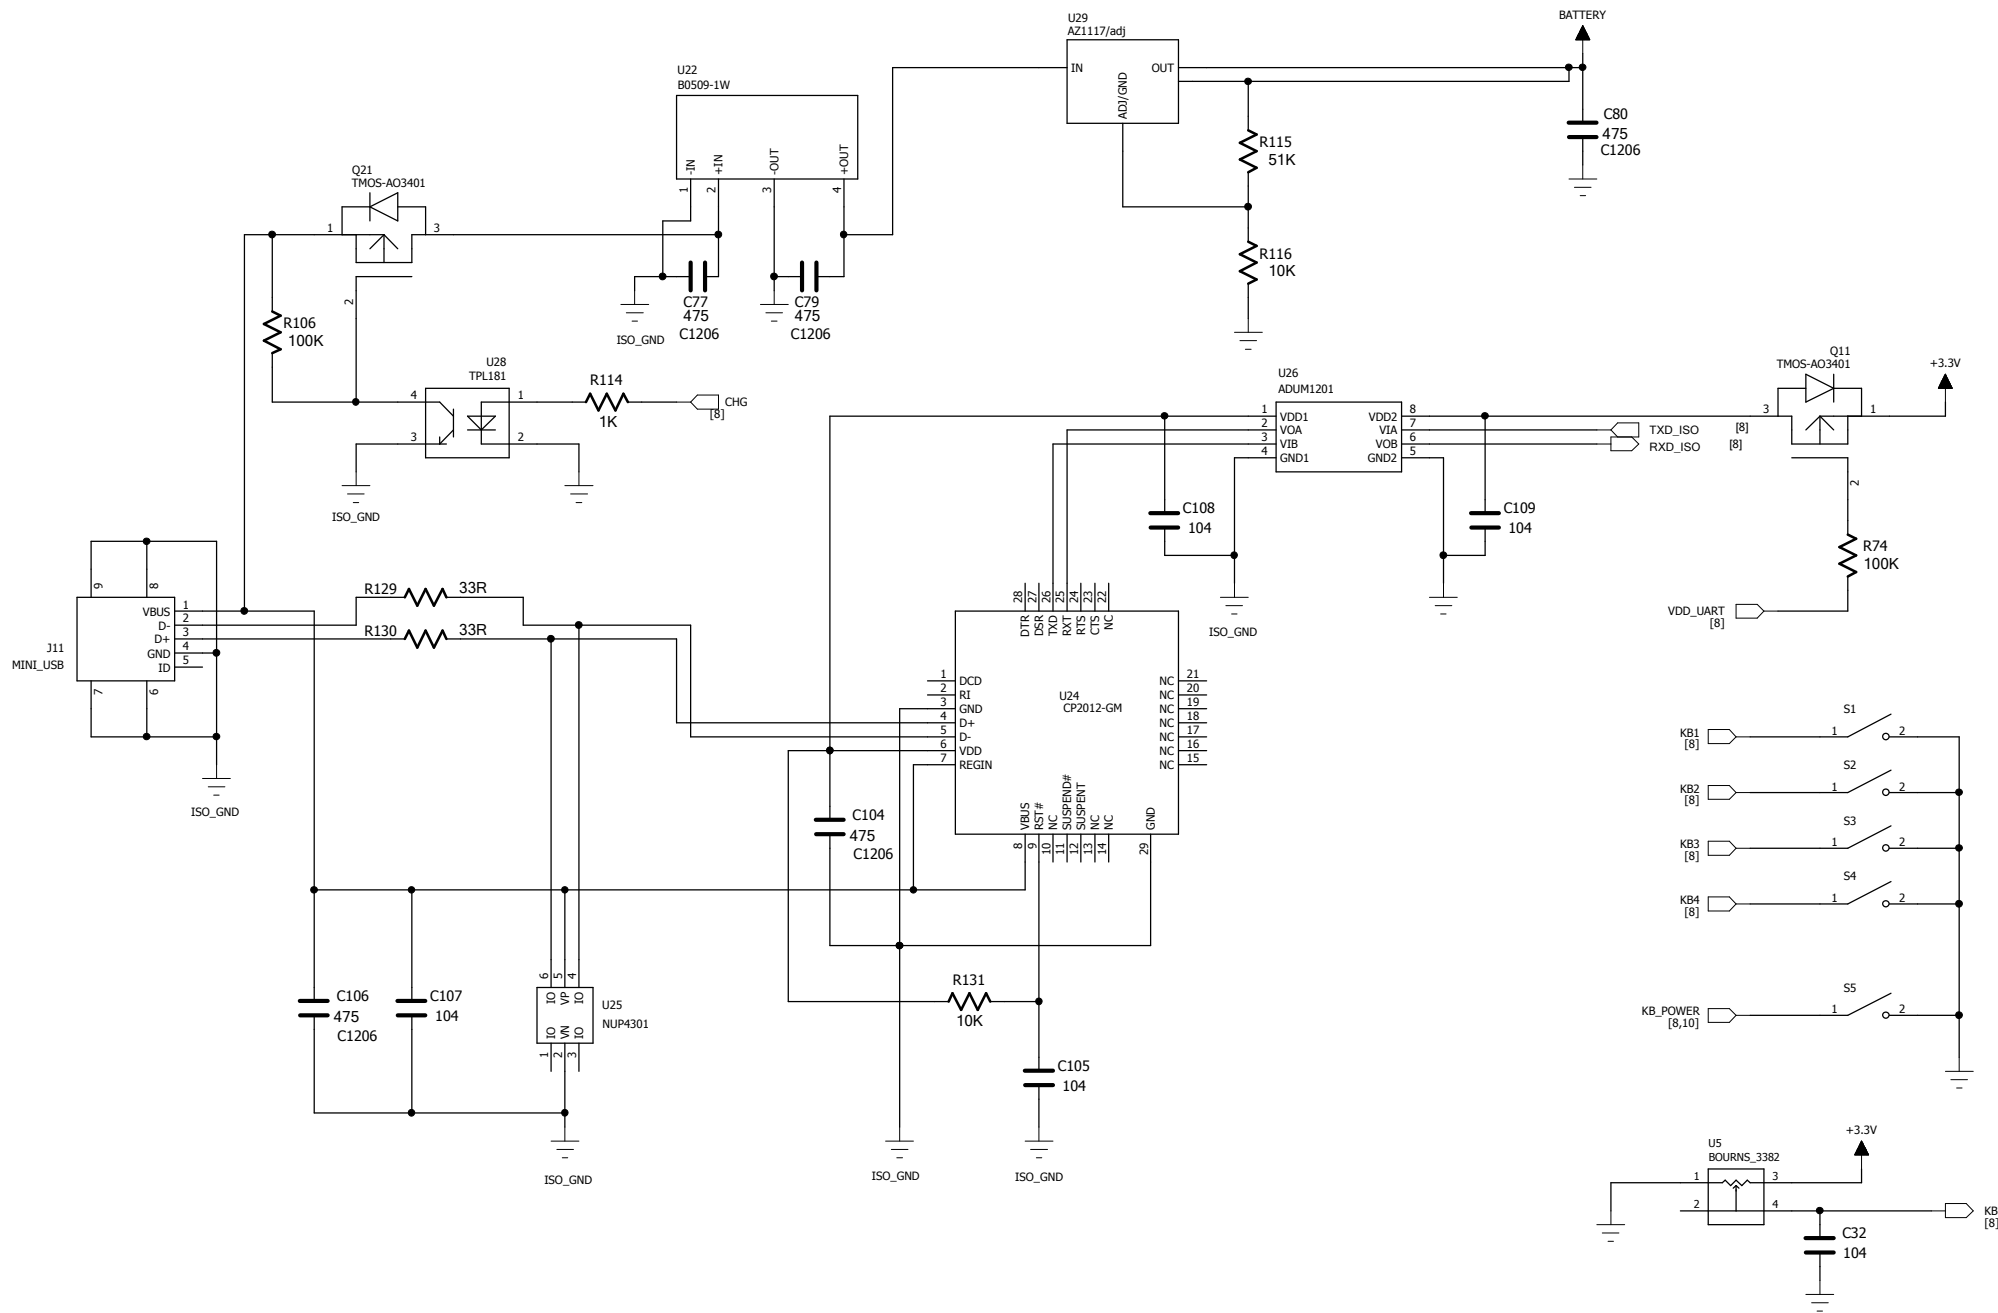 BATTERY
U29
AZ1117/adj
IN
OUT
ADJ/GND
C80
475
C1206
R115
51K
R116
10K
U22
B0509-1W
-IN
+IN
-OUT
+OUT
1
2
3
4
Q21
TMOS-AO3401
1
3
2
C77
475
C1206
C79
475
C1206
ISO_GND
R106
100K
U28
TPL181
4
3
1
2
R114
1K
CHG
[8]
ISO_GND
U26
ADUM1201
1
2
3
4
VDD1
VOA
VIB
GND1
VDD2
VIA
VOB
GND2
8
7
6
5
TXD_ISO [8]
RXD_ISO [8]
Q11
TMOS-AO3401
+3.3V
3
1
2
R74
100K
VDD_UART
[8]
C108
104
C109
104
ISO_GND
J11
MINI_USB
9
8
7
6
VBUS
D-
D+
GND
ID
1
2
3
4
5
ISO_GND
R129 33R
R130 33R
U24
CP2012-GM
28
27
26
25
24
23
22
DTR
DSR
TXD
RXT
RTS
CTS
NC
1 DCD
2 RI
3 GND
4 D+
5 D-
6 VDD
7 REGIN
NC 21
NC 20
NC 19
NC 18
NC 17
NC 16
NC 15
VBUS
RST#
NC
SUSPEND#
SUSPENT
NC
NC
GND
8
9
10
11
12
13
14
29
C104
475
C1206
C106
475
C1206
C107
104
6
5
4
IO
VP
IO
IO
VN
IO
1
2
3
U25
NUP4301
ISO_GND
R131
10K
C105
104
ISO_GND
ISO_GND
KB1
[8]
1
S1
2
KB2
[8]
1
S2
2
KB3
[8]
1
S3
2
KB4
[8]
1
S4
2
KB_POWER
[8,10]
1
S5
2
U5
BOURNS_3382
+3.3V
1
2
3
4
KB
[8]
C32
104